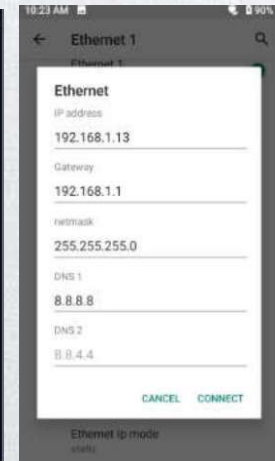 10:23 AM
90%
Ethernet 1
Ethernet 1
Ethernet
IP address
192.168.1.13
Gateway
192.168.1.1
netmask
255.255.255.0
DNS 1
8.8.8.8
DNS 2
8.8.4.4
CANCEL CONNECT
Ethernet Ip mode
static